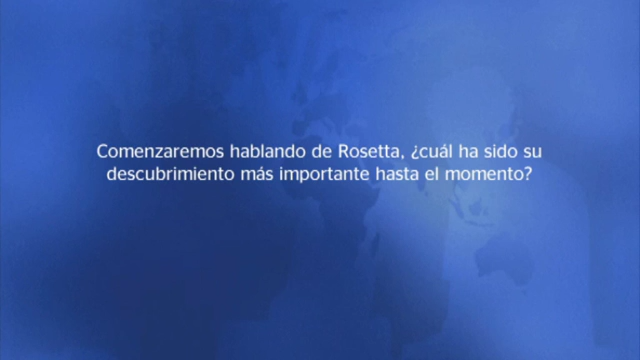 Comenzaremos hablando de Rosetta, ¿cuál ha sido su
descubrimiento más importante hasta el momento?